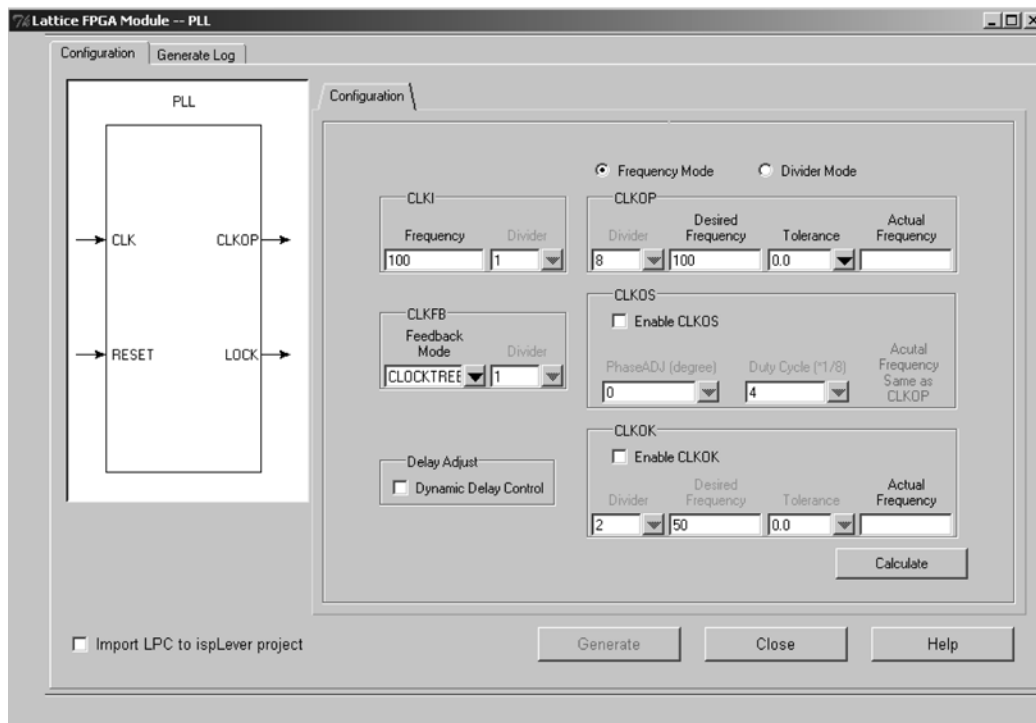 Lattice FPGA Module -- PLL
Configuration
Generate Log
PLL
CLK
CLKOP
RESET
LOCK
Configuration
Frequency Mode
Divider Mode
CLKI
Frequency
Divider
100
1
CLKOP
Divider
Desired
Frequency
Tolerance
Actual
Frequency
8
100
0.0
CLKFB
Feedback
Mode
Divider
CLOCKTREE
1
CLKOS
Enable CLKOS
PhaseADJ (degree)
Duty Cycle (*1/8)
Acutal
Frequency
Same as
CLKOP
0
4
Delay Adjust
Dynamic Delay Control
CLKOK
Enable CLKOK
Divider
Desired
Frequency
Tolerance
Actual
Frequency
2
50
0.0
Calculate
Import LPC to ispLever project
Generate
Close
Help